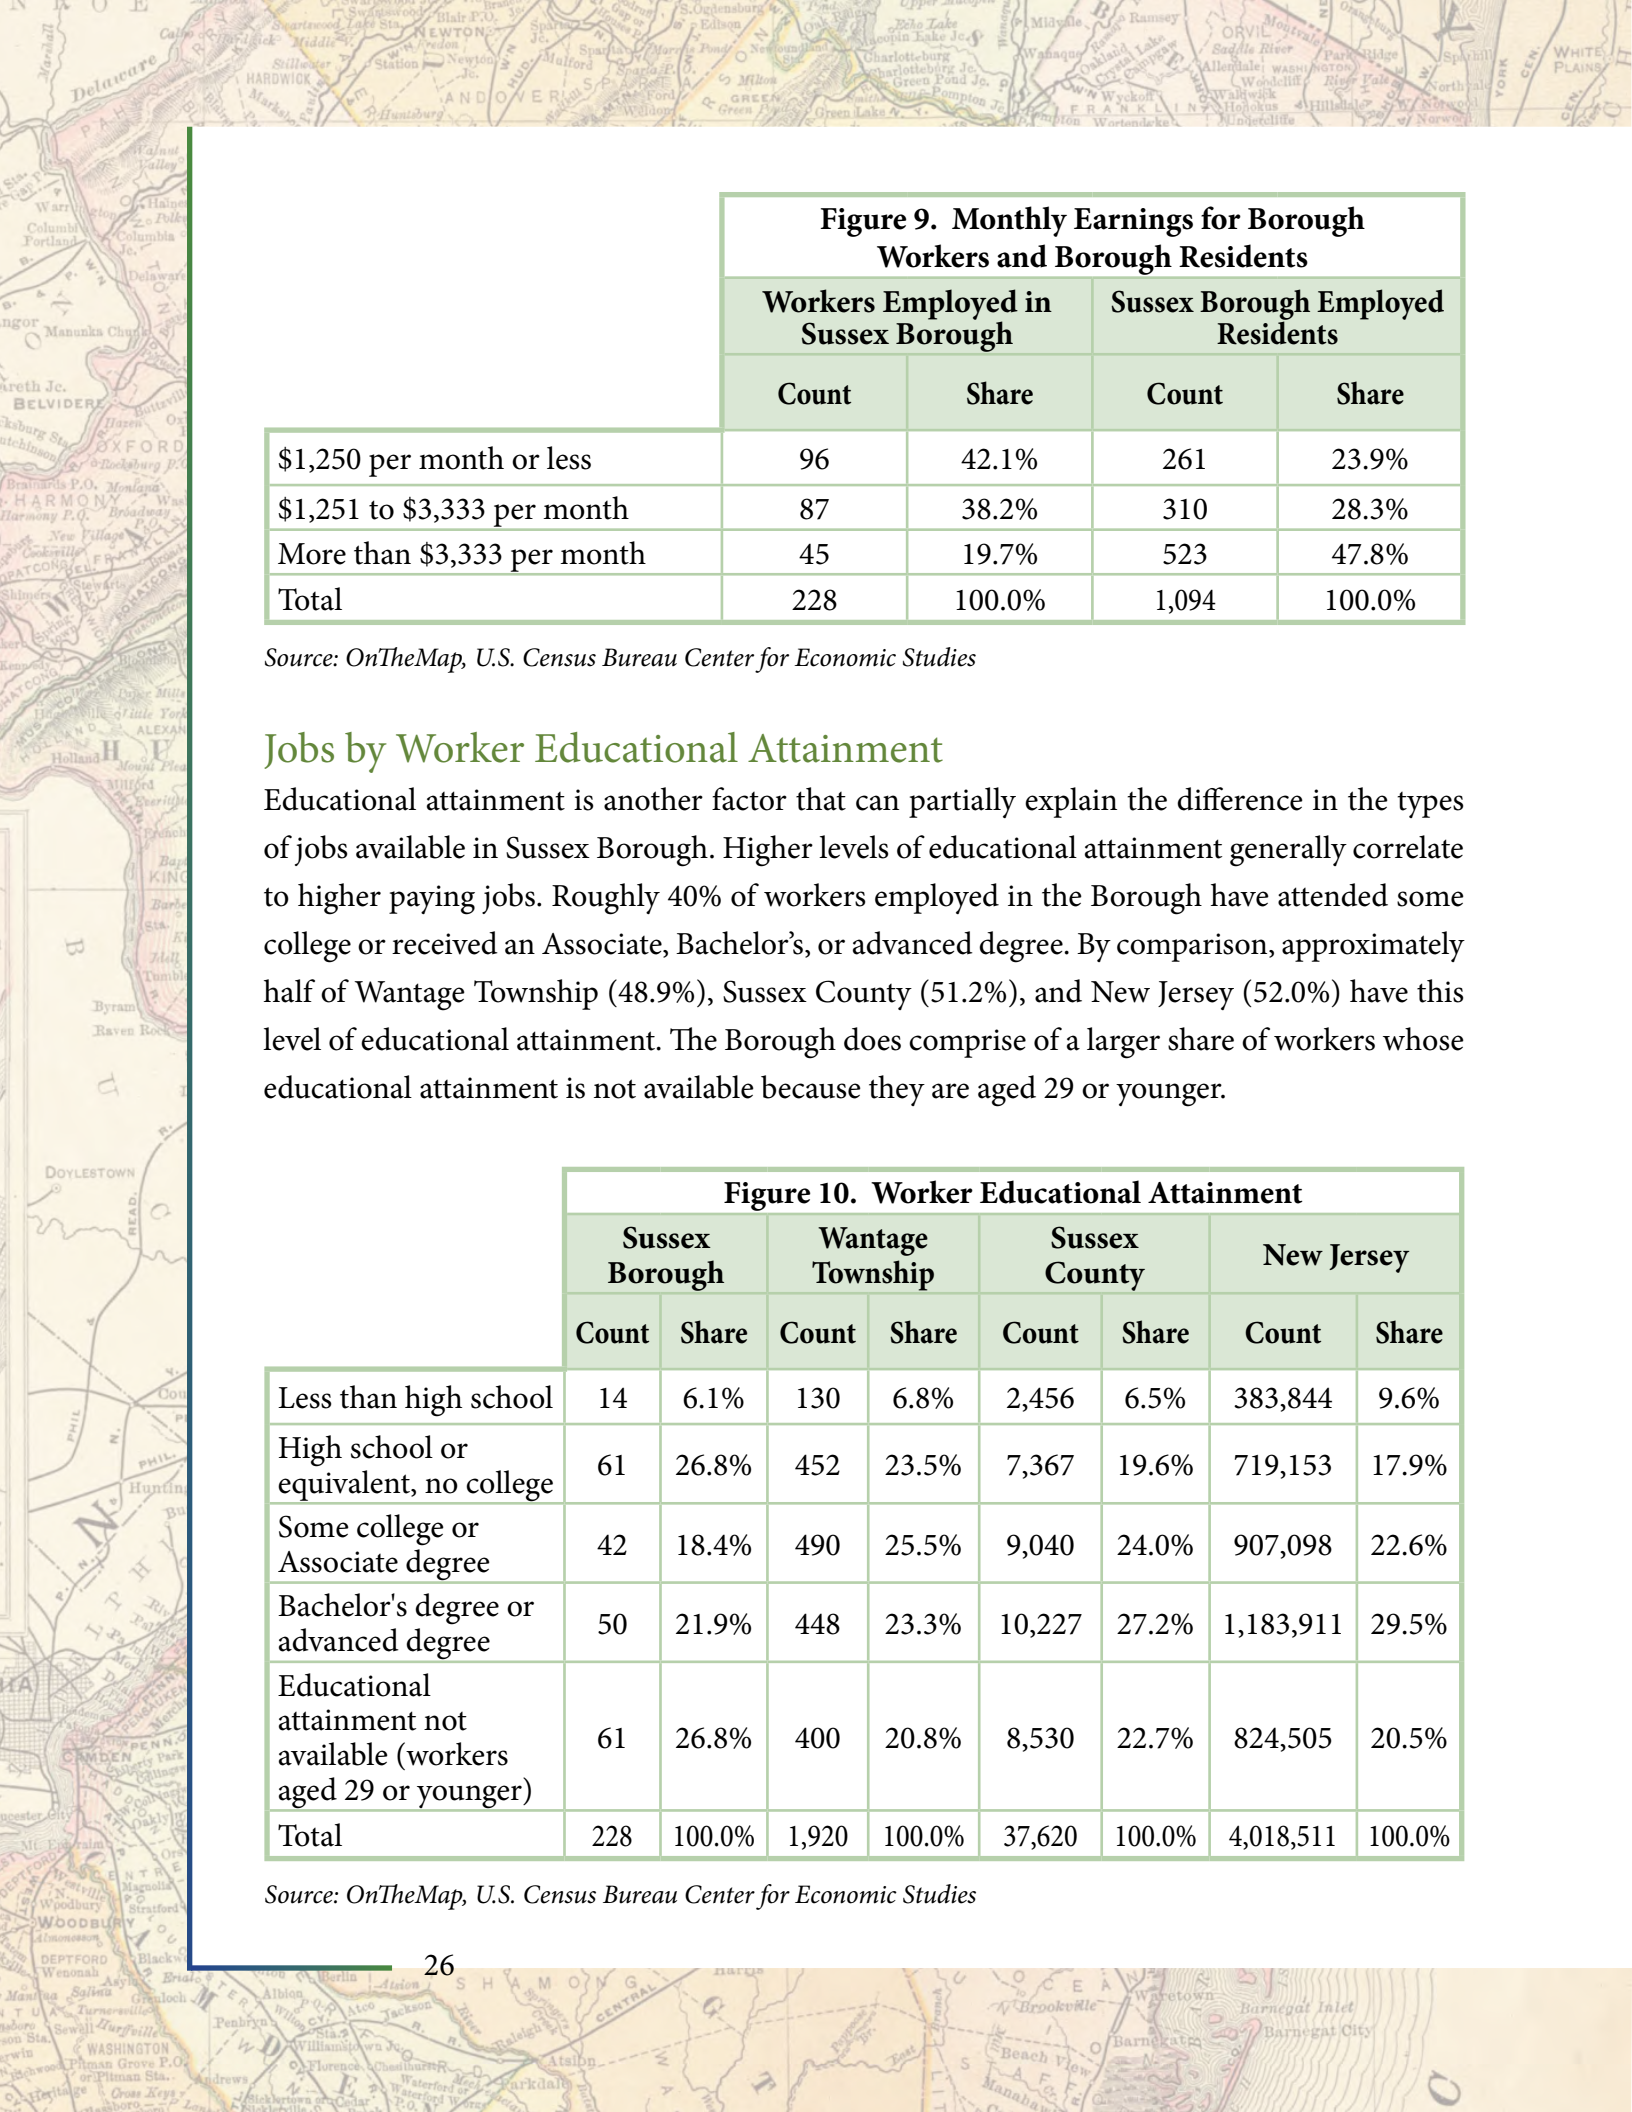 Figure 9. Monthly Earnings for Borough
Workers and Borough Residents
Workers Employed in
Sussex Borough
Sussex Borough Employed
Residents
Count Share Count Share
$1,250 per month or less 96 42.1% 261 23.9%
$1,251 to $3,333 per month 87 38.2% 310 28.3%
More than $3,333 per month 45 19.7% 523 47.8%
Total 228 100.0% 1,094 100.0%
Source: OnTheMap, U.S. Census Bureau Center for Economic Studies
Jobs by Worker Educational Attainment
Educational attainment is another factor that can partially explain the difference in the types
of jobs available in Sussex Borough. Higher levels of educational attainment generally correlate
to higher paying jobs. Roughly 40% of workers employed in the Borough have attended some
college or received an Associate, Bachelor’s, or advanced degree. By comparison, approximately
half of Wantage Township (48.9%), Sussex County (51.2%), and New Jersey (52.0%) have this
level of educational attainment. The Borough does comprise of a larger share of workers whose
educational attainment is not available because they are aged 29 or younger.
Figure 10. Worker Educational Attainment
Sussex
Borough
Wantage
Township
Sussex
County
New Jersey
Count Share Count Share Count Share Count Share
Less than high school 14 6.1% 130 6.8% 2,456 6.5% 383,844 9.6%
High school or
equivalent, no college
61 26.8% 452 23.5% 7,367 19.6% 719,153 17.9%
Some college or
Associate degree
42 18.4% 490 25.5% 9,040 24.0% 907,098 22.6%
Bachelor's degree or
advanced degree
50 21.9% 448 23.3% 10,227 27.2% 1,183,911 29.5%
Educational
attainment not
available (workers
aged 29 or younger)
61 26.8% 400 20.8% 8,530 22.7% 824,505 20.5%
Total 228 100.0% 1,920 100.0% 37,620 100.0% 4,018,511 100.0%
Source: OnTheMap, U.S. Census Bureau Center for Economic Studies
26